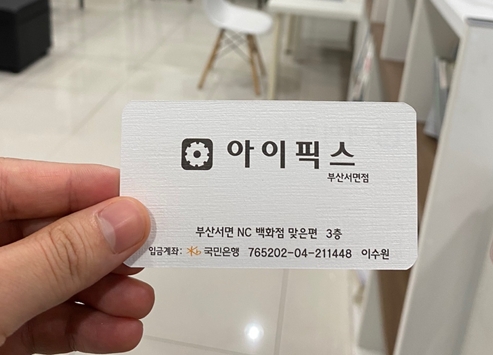 아이픽스
부산서면점
부산서면 NC 백화점 맞은편 3층
입금계좌: Kb 국민은행 765202-04-211448 이수원